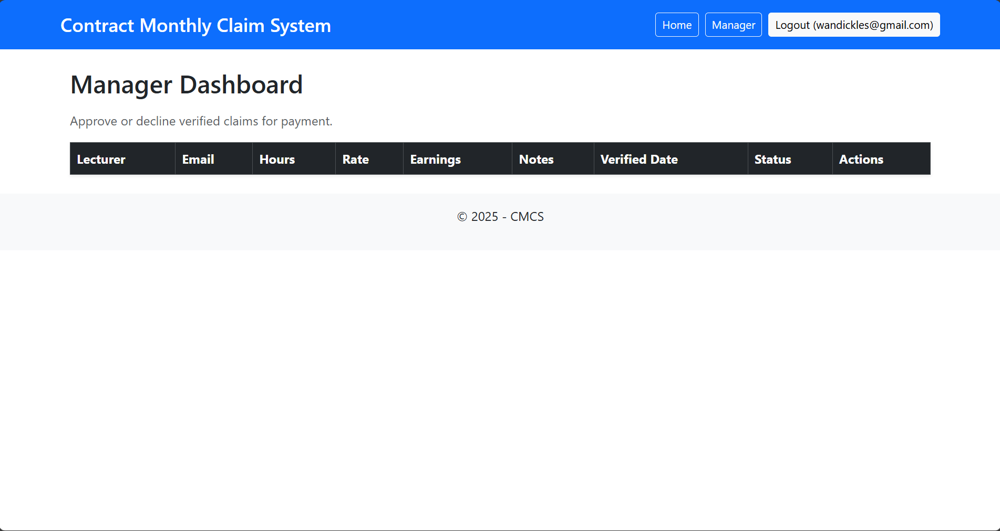 Contract Monthly Claim System
Home Manager Logout (wandickles@gmail.com)
Manager Dashboard
Approve or decline verified claims for payment.
Lecturer Email Hours Rate Earnings Notes Verified Date Status Actions
© 2025 - CMCS